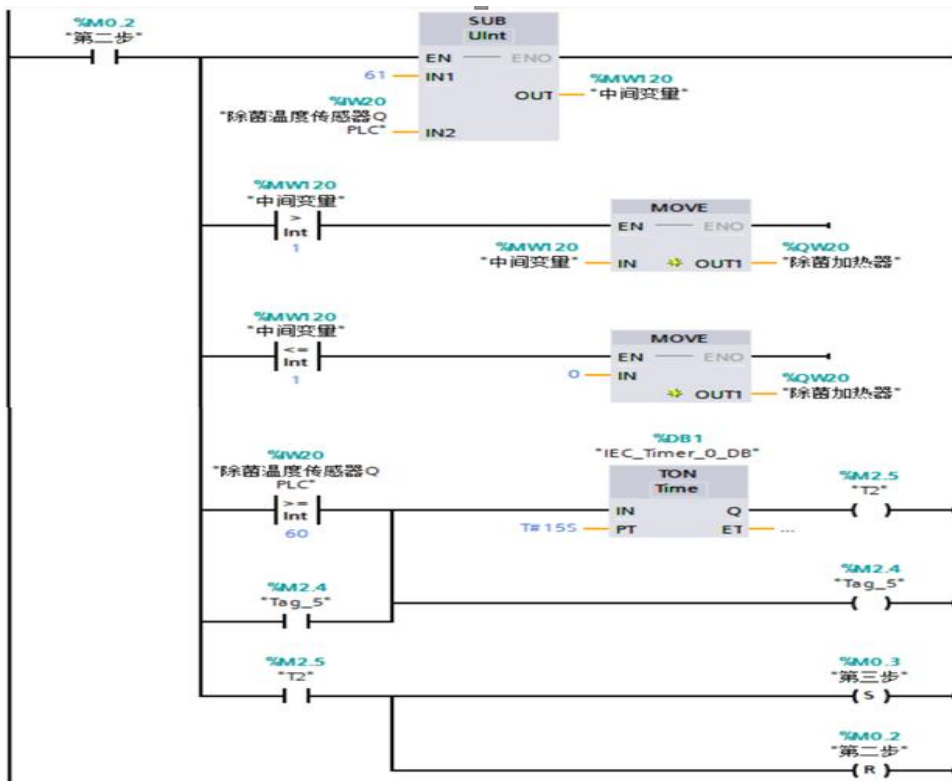 %M0.2
"第二步"
SUB
UInt
EN
ENO
61
IN1
%IW20
"除菌温度传感器Q
PLC"
IN2
OUT
%MW120
"中间变量"
%MW120
"中间变量"
>
Int
1
MOVE
EN
ENO
%MW120
"中间变量"
IN
OUT1
%QW20
"除菌加热器"
%MW120
"中间变量"
<=
Int
1
MOVE
EN
ENO
0
IN
OUT1
%QW20
"除菌加热器"
%IW20
"除菌温度传感器Q
PLC"
>=
Int
60
%DB1
"IEC_Timer_0_DB"
TON
Time
IN
Q
T#15S
PT
ET
...
%M2.5
"T2"
%M2.4
"Tag_5"
%M2.4
"Tag_5"
%M2.5
"T2"
%M0.3
"第三步"
S
%M0.2
"第二步"
R